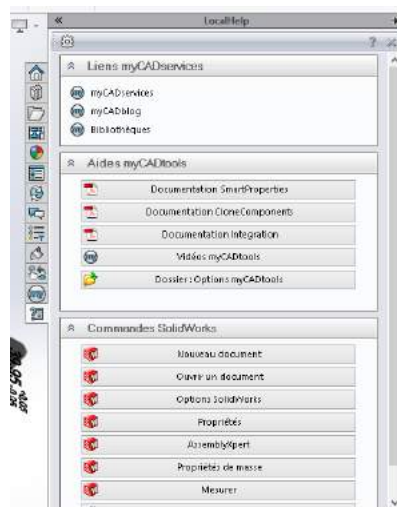 LocalHelp
Liens myCADservices
myCADservices
myCADblog
Bibliothèques
Aides myCADtools
Documentation SmartProperties
Documentation CloneComponents
Documentation Integration
Vidéos myCADtools
Dossier : Options myCADtools
Commandes SolidWorks
Nouveau document
Ouvrir un document
Options SolidWorks
Propriétés
AssemblyXpert
Propriétés de masse
Mesurer